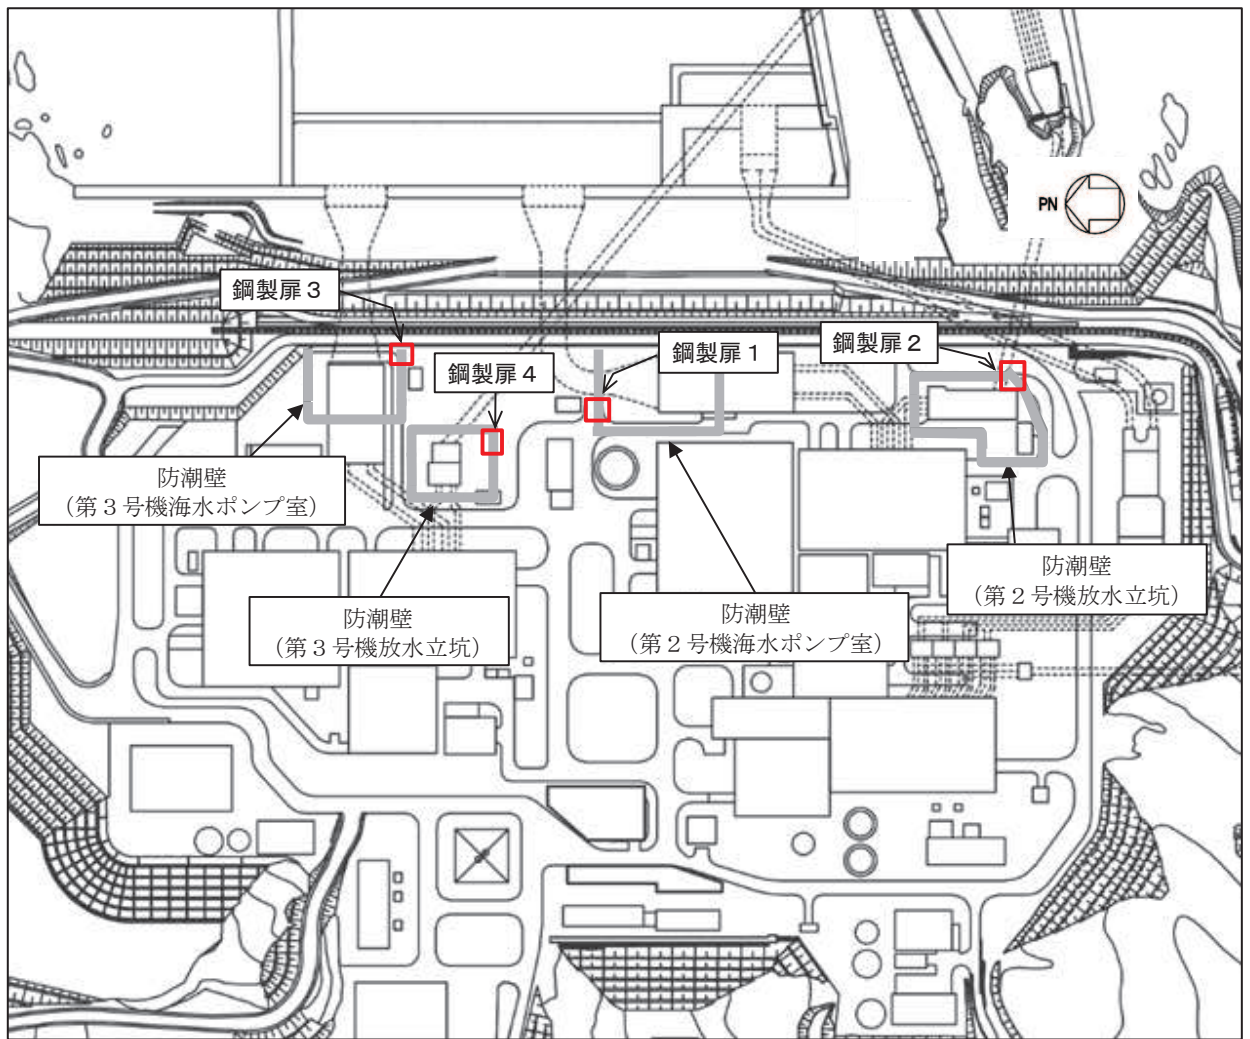 PN
鋼製扉３
鋼製扉１
鋼製扉２
鋼製扉４
防潮壁
（第３号機海水ポンプ室）
防潮壁
（第２号機放水立坑）
防潮壁
（第３号機放水立坑）
防潮壁
（第２号機海水ポンプ室）